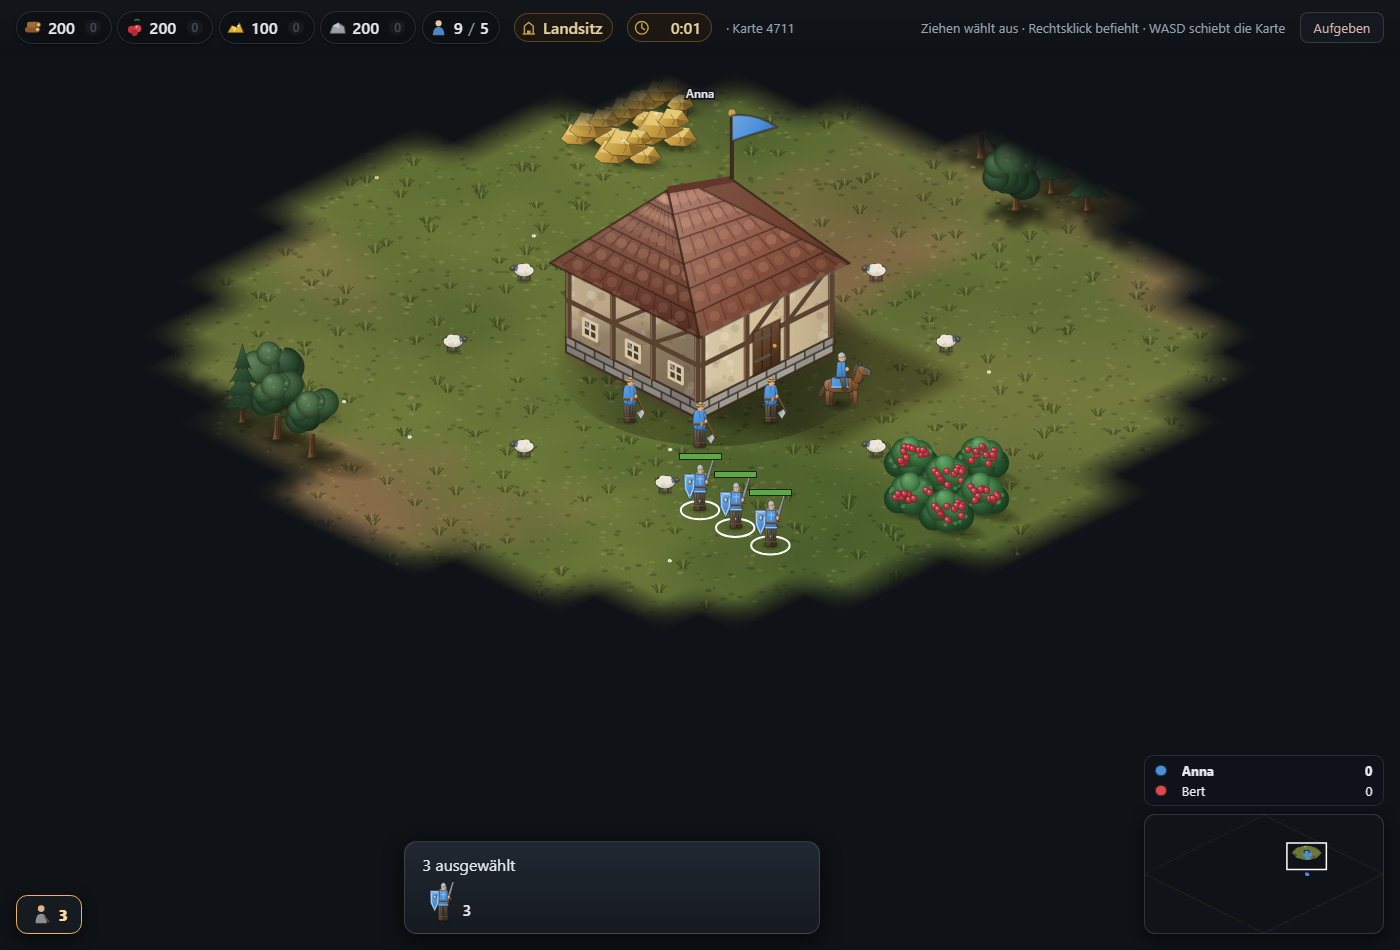 200 0 200 0 100 0 200 0 9 / 5 Landsitz 0:01 · Karte 4711 Ziehen wählt aus · Rechtsklick befiehlt · WASD schiebt die Karte Aufgeben
Anna
Anna 0
Bert 0
3 ausgewählt
3
3